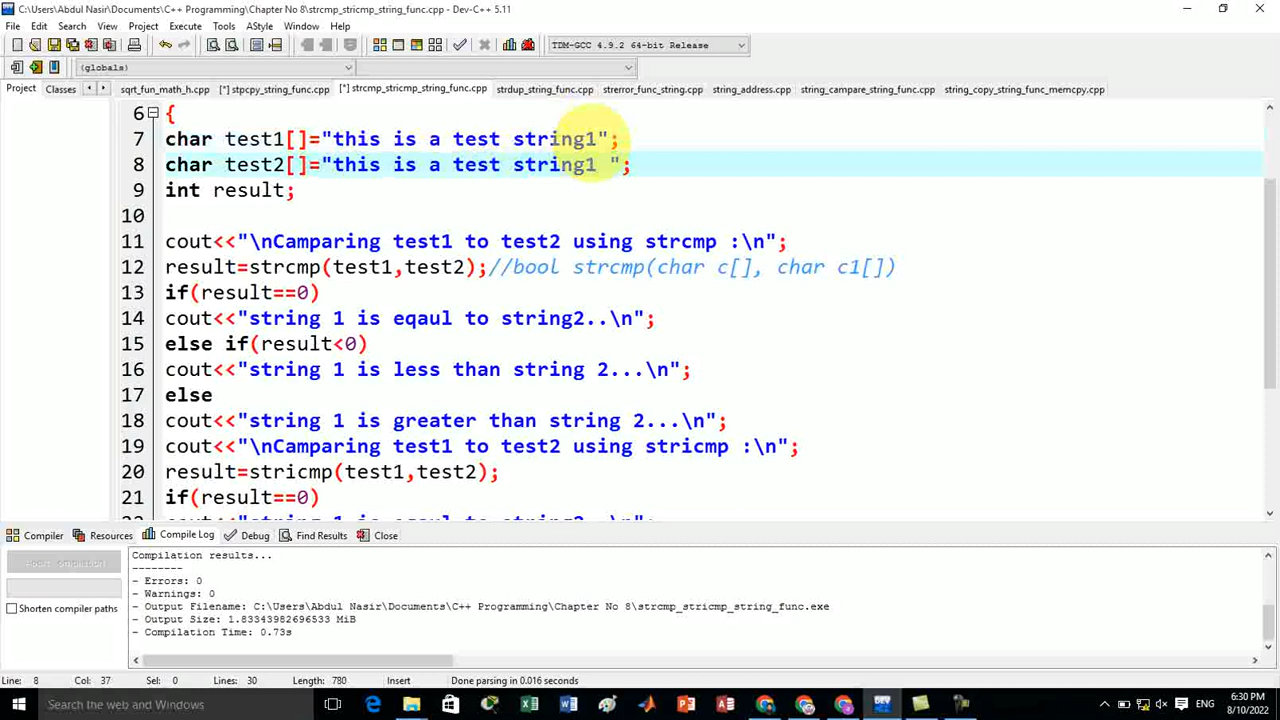 C:\Users\Abdul Nasir\Documents\C++ Programming\Chapter No 8\strcmp_stricmp_string_func.cpp - Dev-C++ 5.11
File Edit Search View Project Execute Tools AStyle Window Help
TDM-GCC 4.9.2 64-bit Release
(globals)
Project Classes sqrt_fun_math_h.cpp [*] stpcpy_string_func.cpp [*] strcmp_stricmp_string_func.cpp strdup_string_func.cpp strerror_func_string.cpp string_address.cpp string_campare_string_func.cpp string_copy_string_func_memcpy.cpp
6 {
7 char test1[]="this is a test string1";
8 char test2[]="this is a test string1 ";
9 int result;
10
11 cout<<"\nCamparing test1 to test2 using strcmp :\n";
12 result=strcmp(test1,test2);//bool strcmp(char c[], char c1[])
13 if(result==0)
14 cout<<"string 1 is eqaul to string2..\n";
15 else if(result<0)
16 cout<<"string 1 is less than string 2...\n";
17 else
18 cout<<"string 1 is greater than string 2...\n";
19 cout<<"\nCamparing test1 to test2 using stricmp :\n";
20 result=stricmp(test1,test2);
21 if(result==0)
Compiler Resources Compile Log Debug Find Results Close
Compilation results...
--------
- Errors: 0
- Warnings: 0
- Output Filename: C:\Users\Abdul Nasir\Documents\C++ Programming\Chapter No 8\strcmp_stricmp_string_func.exe
- Output Size: 1.83343982696533 MiB
- Compilation Time: 0.73s
Abort Compilation
Shorten compiler paths
Line: 8 Col: 37 Sel: 0 Lines: 30 Length: 780 Insert Done parsing in 0.016 seconds
Search the web and Windows
ENG
6:30 PM
8/10/2022